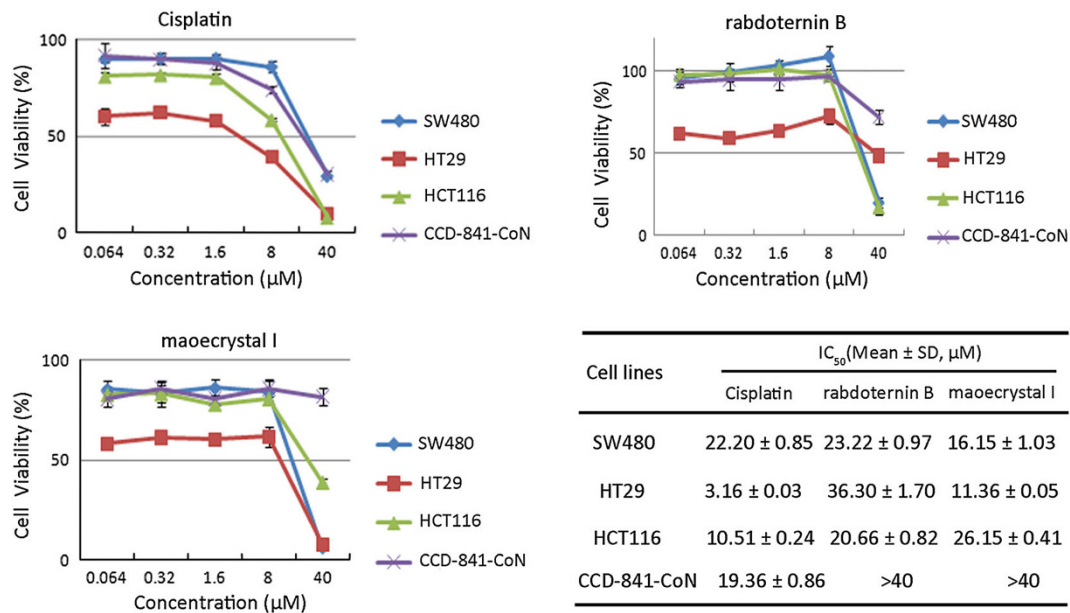 Cisplatin
100
50
0
Cell Viability (%)
0.064 0.32 1.6 8 40
Concentration (µM)
SW480
HT29
HCT116
CCD-841-CoN
rabdoternin B
100
50
0
Cell Viability (%)
0.064 0.32 1.6 8 40
Concentration (µM)
SW480
HT29
HCT116
CCD-841-CoN
maoecrystal I
100
50
0
Cell Viability (%)
0.064 0.32 1.6 8 40
Concentration (µM)
SW480
HT29
HCT116
CCD-841-CoN
IC50(Mean ± SD, µM)
Cell lines
Cisplatin rabdoternin B maoecrystal I
SW480 22.20 ± 0.85 23.22 ± 0.97 16.15 ± 1.03
HT29 3.16 ± 0.03 36.30 ± 1.70 11.36 ± 0.05
HCT116 10.51 ± 0.24 20.66 ± 0.82 26.15 ± 0.41
CCD-841-CoN 19.36 ± 0.86 >40 >40